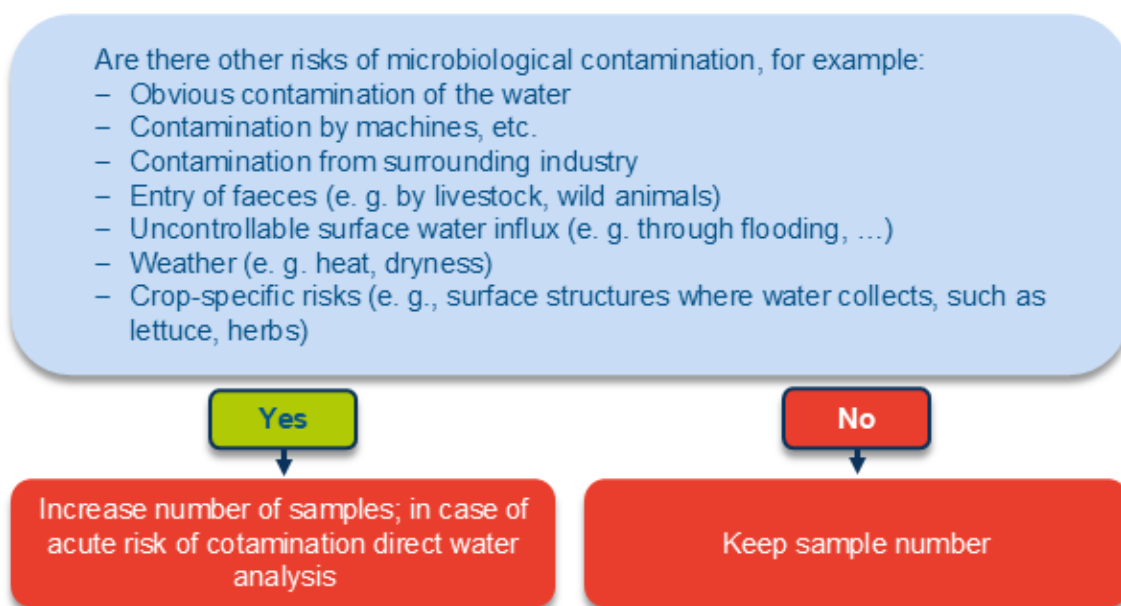 Are there other risks of microbiological contamination, for example:
– Obvious contamination of the water
– Contamination by machines, etc.
– Contamination from surrounding industry
– Entry of faeces (e. g. by livestock, wild animals)
– Uncontrollable surface water influx (e. g. through flooding, …)
– Weather (e. g. heat, dryness)
– Crop-specific risks (e. g., surface structures where water collects, such as
lettuce, herbs)
Yes
No
Increase number of samples; in case of
acute risk of cotamination direct water
analysis
Keep sample number